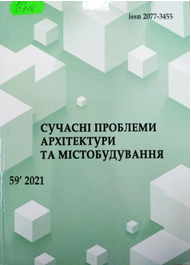 issn 2077-3455
СУЧАСНІ ПРОБЛЕМИ
АРХІТЕКТУРИ
ТА МІСТОБУДУВАННЯ
59' 2021